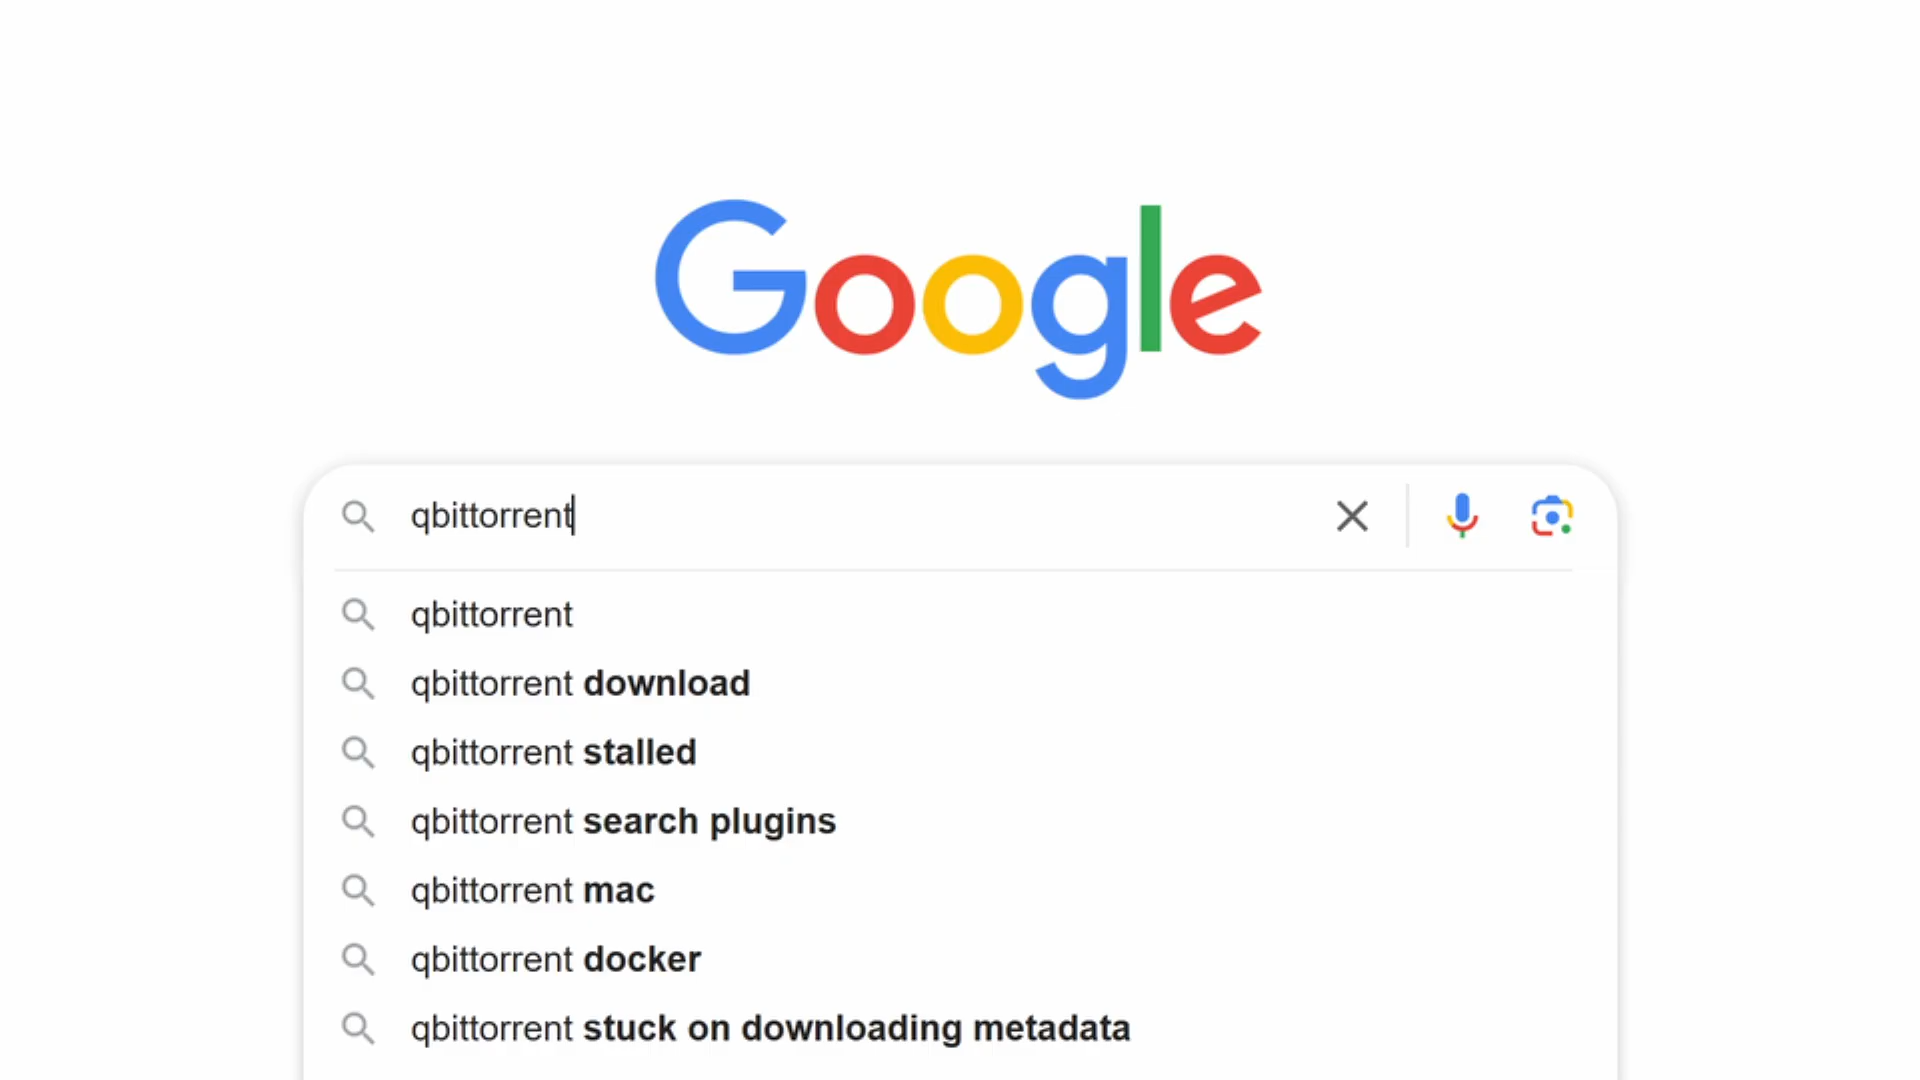 Google
qbittorrent
qbittorrent
qbittorrent download
qbittorrent stalled
qbittorrent search plugins
qbittorrent mac
qbittorrent docker
qbittorrent stuck on downloading metadata